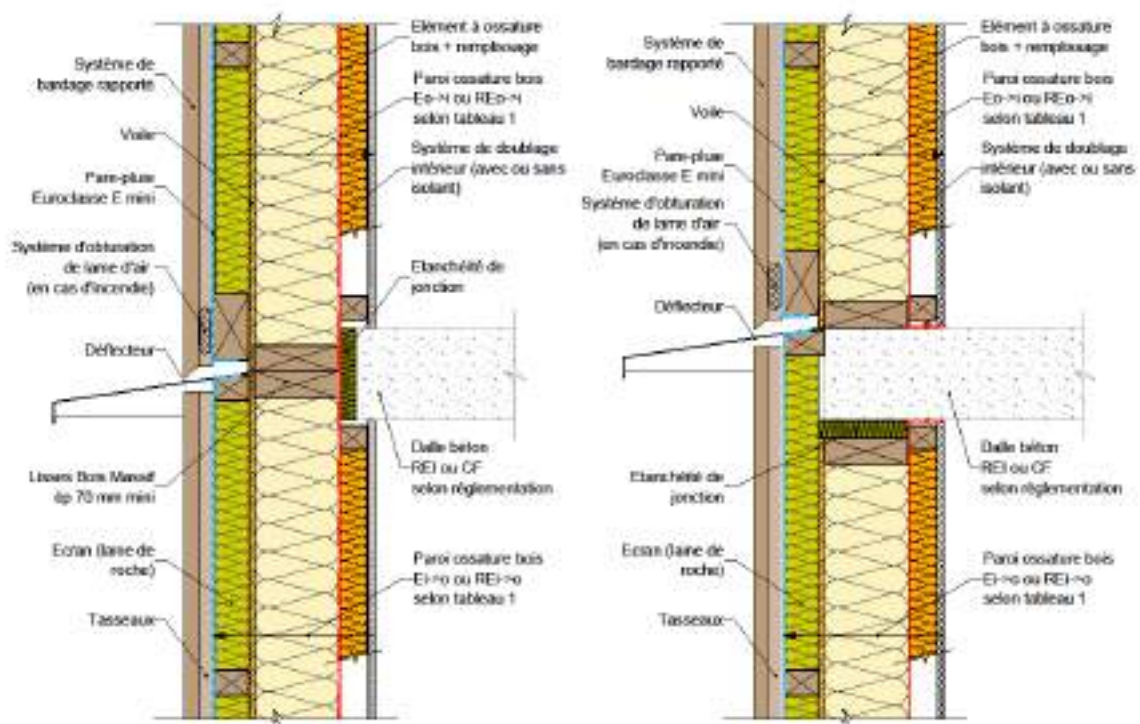 Système de
bardage rapporté
Voile
Pare-pluie
Euroclasse E mini
Système d'obturation
de lame d'air
(en cas d'incendie)
Déflecteur
Lisses Bois Massif
ép 70 mm mini
Ecran (laine de
roche)
Tasseaux
Elément à ossature
bois + remplissage
Paroi ossature bois
Eo->i ou REo->i
selon tableau 1
Système de doublage
intérieur (avec ou sans
isolant)
Etanchéité de
jonction
Dalle béton
REI ou CF
selon réglementation
Paroi ossature bois
Ei->o ou REi->o
selon tableau 1
Système de
bardage rapporté
Voile
Pare-pluie
Euroclasse E mini
Système d'obturation
de lame d'air
(en cas d'incendie)
Déflecteur
Etanchéité de
jonction
Ecran (laine de
roche)
Tasseaux
Elément à ossature
bois + remplissage
Paroi ossature bois
Eo->i ou REo->i
selon tableau 1
Système de doublage
intérieur (avec ou sans
isolant)
Dalle béton
REI ou CF
selon réglementation
Paroi ossature bois
Ei->o ou REi->o
selon tableau 1